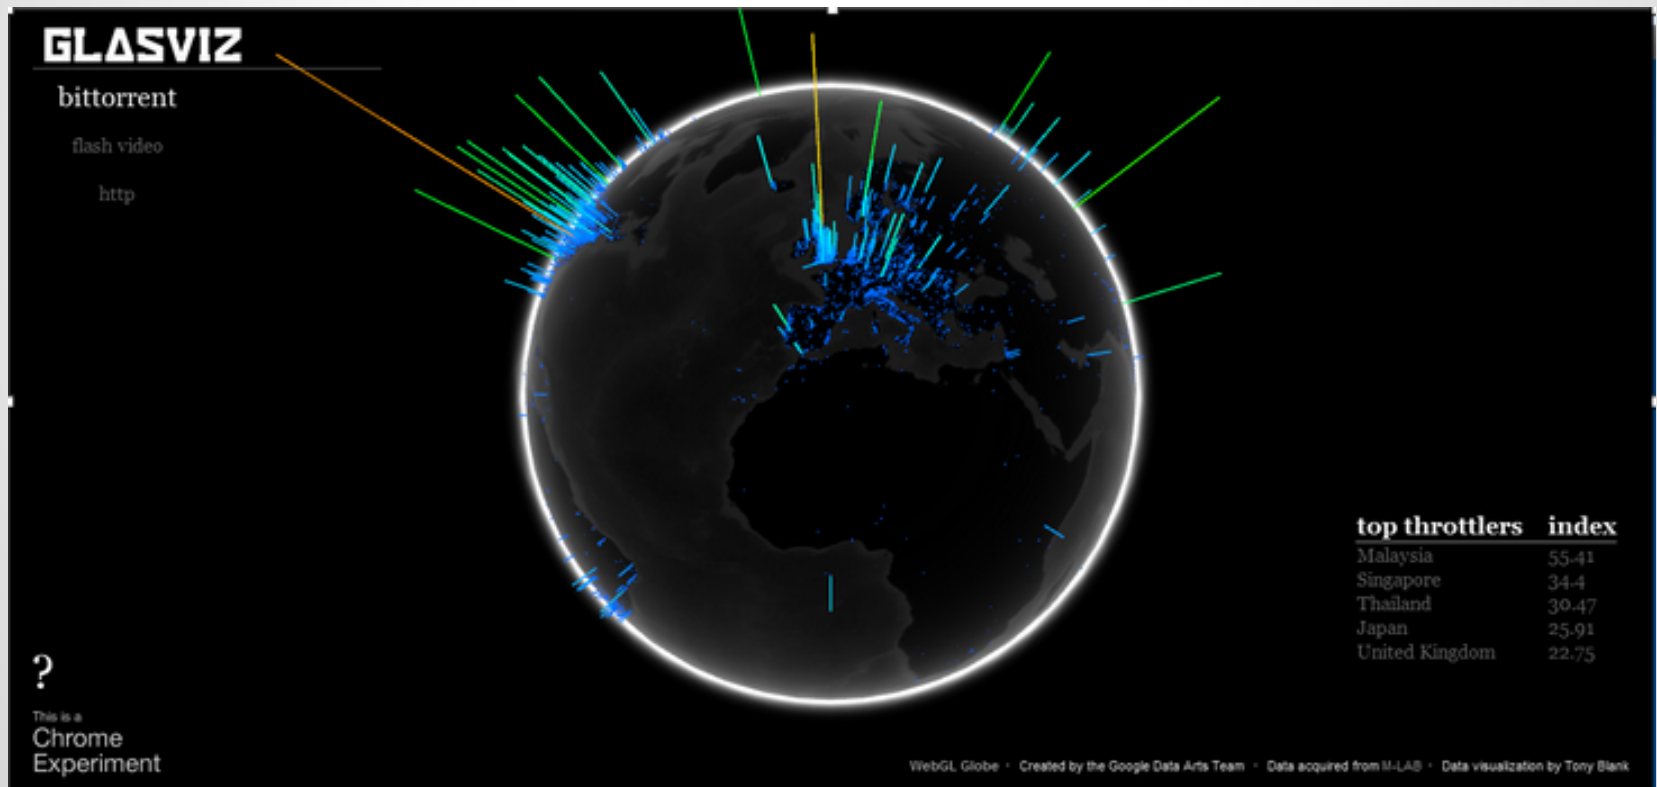 GLASVIZ
bittorrent
flash video
http
top throttlers index
Malaysia 55.41
Singapore 34.4
Thailand 30.47
Japan 25.91
United Kingdom 22.75
?
This is a
Chrome
Experiment
WebGL Globe · Created by the Google Data Arts Team · Data acquired from M-LAB · Data visualization by Tony Blank